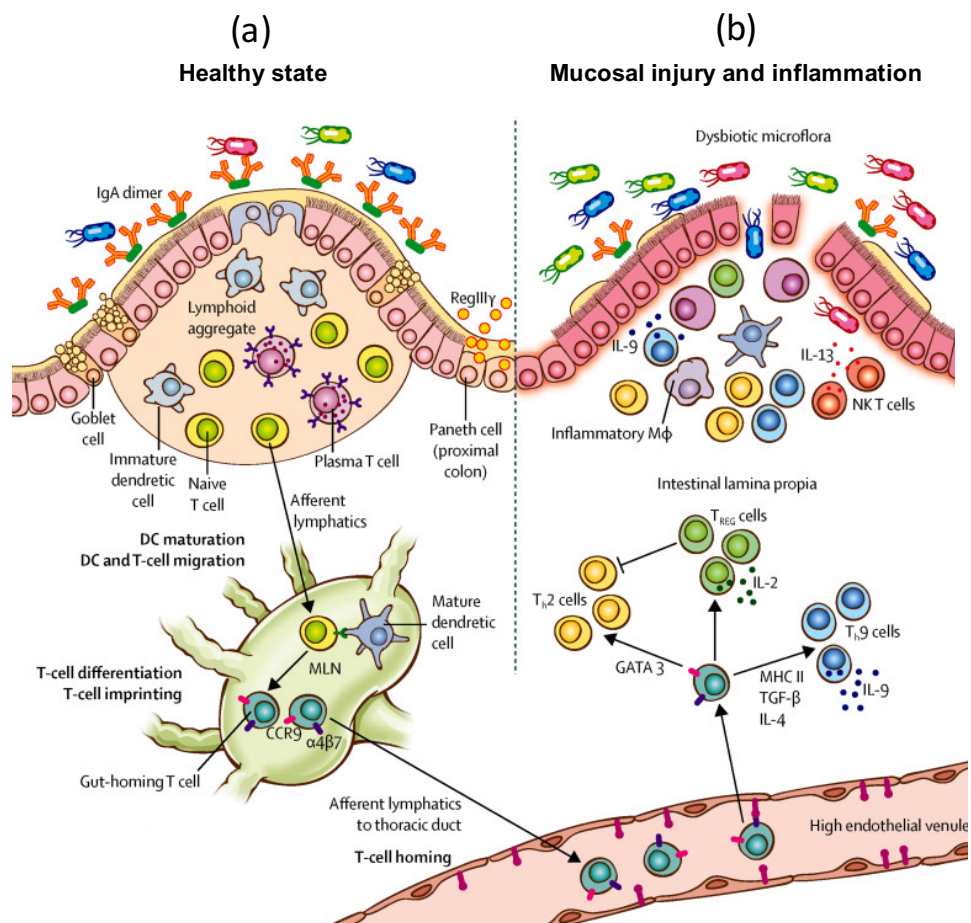 (a)
Healthy state
IgA dimer
Lymphoid
aggregate
RegIIIγ
Goblet
cell
Immature
dendretic
cell
Naive
T cell
Plasma T cell
Paneth cell
(proximal
colon)
Afferent
lymphatics
DC maturation
DC and T-cell migration
Mature
dendretic
cell
MLN
T-cell differentiation
T-cell imprinting
CCR9
α4β7
Gut-homing T cell
Afferent lymphatics
to thoracic duct
T-cell homing
(b)
Mucosal injury and inflammation
Dysbiotic microflora
IL-9
IL-13
NK T cells
Inflammatory Mϕ
Intestinal lamina propia
TREG cells
IL-2
Th2 cells
Th9 cells
GATA 3
MHC II
TGF-β
IL-4
IL-9
High endothelial venule